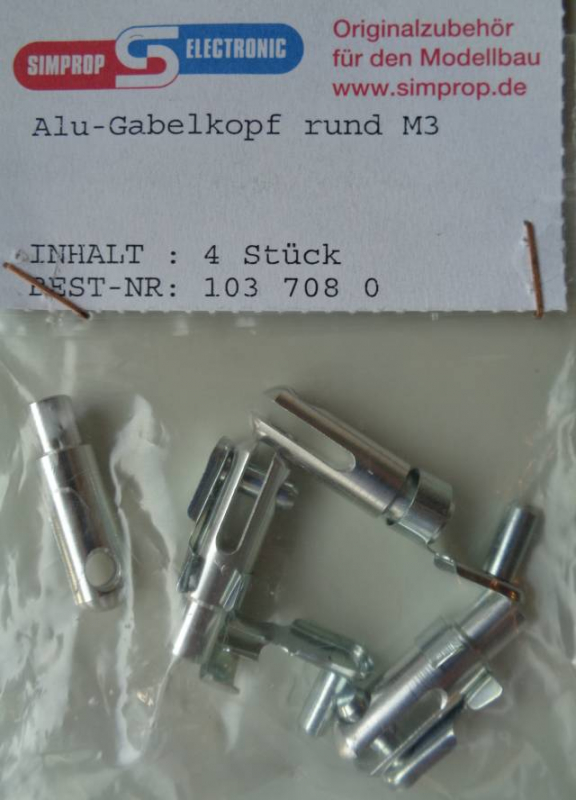 SIMPROP ELECTRONIC
Originalzubehör
für den Modellbau
www.simprop.de
Alu-Gabelkopf rund M3
INHALT : 4 Stück
BEST-NR: 103 708 0